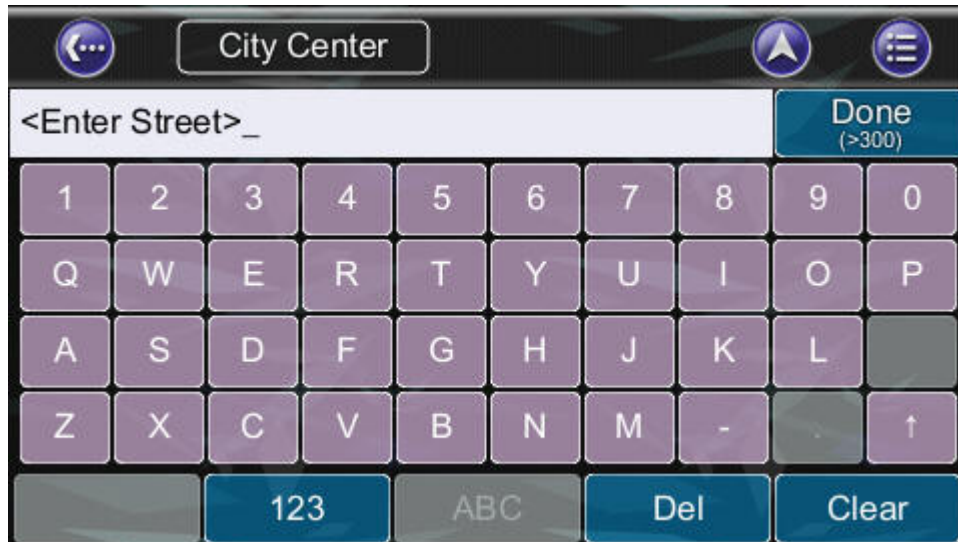 City Center
<Enter Street>_
Done
(>300)
1 2 3 4 5 6 7 8 9 0
Q W E R T Y U I O P
A S D F G H J K L
Z X C V B N M - . ↑
123 ABC Del Clear